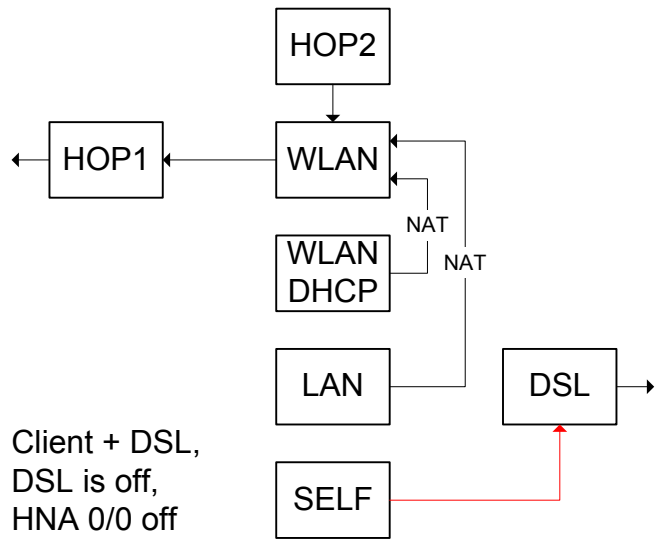 HOP2
HOP1
WLAN
NAT
WLAN
DHCP
NAT
LAN
DSL
Client + DSL,
DSL is off,
HNA 0/0 off
SELF